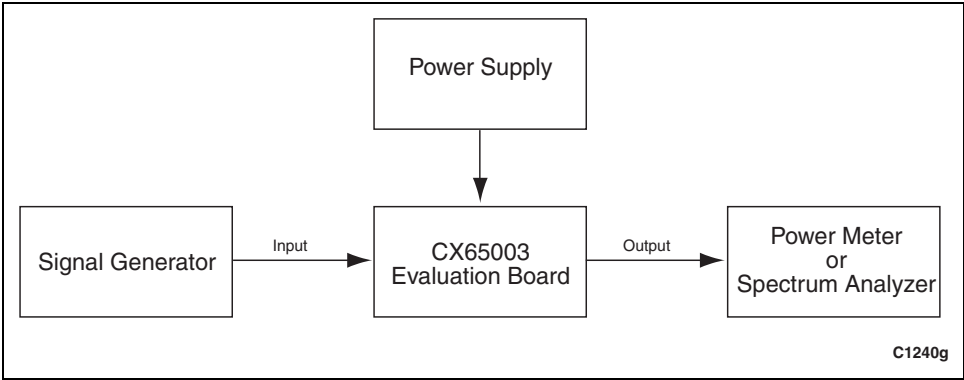 Power Supply
Signal Generator
Input
CX65003
Evaluation Board
Output
Power Meter
or
Spectrum Analyzer
C1240g